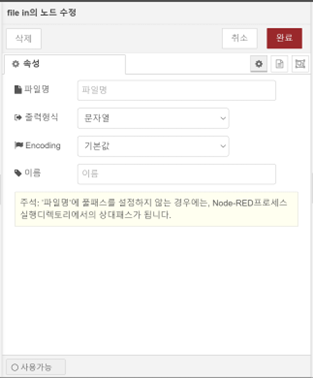 file in의 노드 수정
삭제
취소
완료
속성
파일명
파일명
출력형식
문자열
Encoding
기본값
이름
이름
주석: '파일명'에 풀패스를 설정하지 않는 경우에는, Node-RED프로세스
실행디렉토리에서의 상대패스가 됩니다.
사용가능